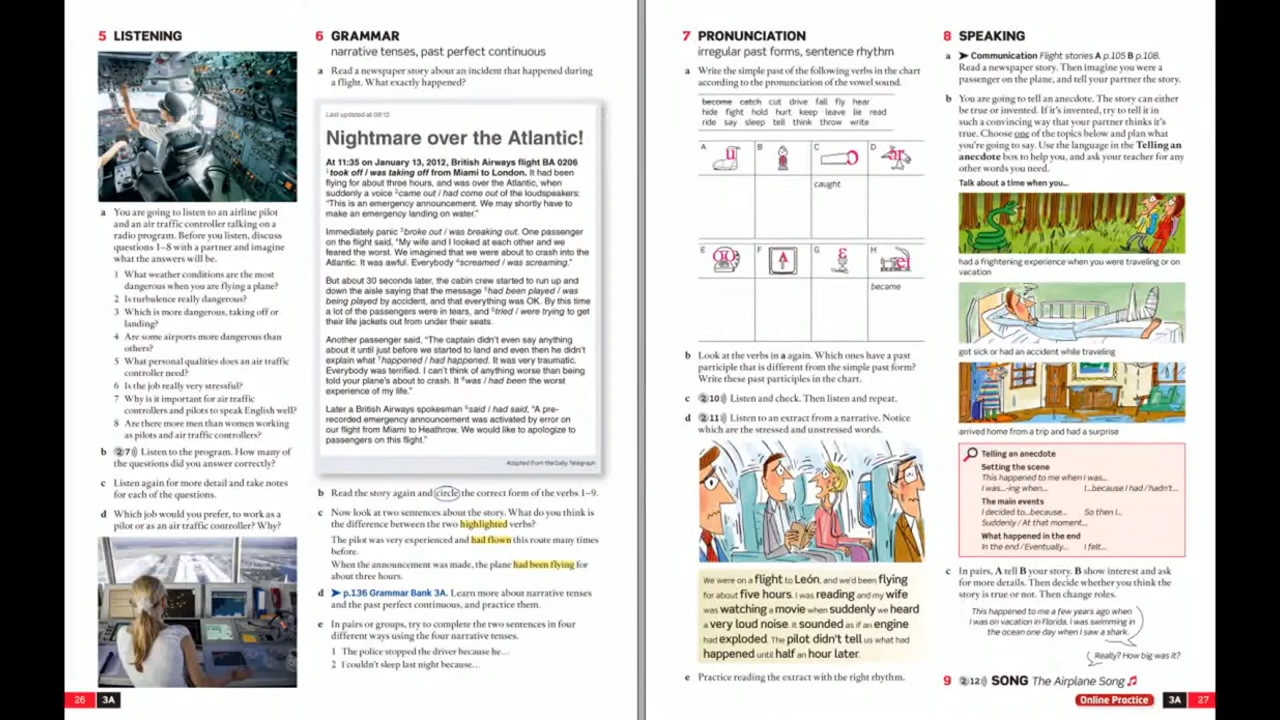 5 LISTENING
a You are going to listen to an airline pilot
and an air traffic controller talking on a
radio program. Before you listen, discuss
questions 1–8 with a partner and imagine
what the answers will be.
1 What weather conditions are the most
dangerous when you are flying a plane?
2 Is turbulence really dangerous?
3 Which is more dangerous, taking off or
landing?
4 Are some airports more dangerous than
others?
5 What personal qualities does an air traffic
controller need?
6 Is the job really very stressful?
7 Why is it important for air traffic
controllers and pilots to speak English well?
8 Are there more men than women working
as pilots and air traffic controllers?
b 2 7)) Listen to the program. How many of
the questions did you answer correctly?
c Listen again for more detail and take notes
for each of the questions.
d Which job would you prefer, to work as a
pilot or as an air traffic controller? Why?
26 3A
6 GRAMMAR
narrative tenses, past perfect continuous
a Read a newspaper story about an incident that happened during
a flight. What exactly happened?
Last updated at 09:12
Nightmare over the Atlantic!
At 11:35 on January 13, 2012, British Airways flight BA 0206
1 took off / was taking off from Miami to London. It had been
flying for about three hours, and was over the Atlantic, when
suddenly a voice 2 came out / had come out of the loudspeakers:
"This is an emergency announcement. We may shortly have to
make an emergency landing on water."
Immediately panic 3 broke out / was breaking out. One passenger
on the flight said, "My wife and I looked at each other and we
feared the worst. We imagined that we were about to crash into the
Atlantic. It was awful. Everybody 4 screamed / was screaming."
But about 30 seconds later, the cabin crew started to run up and
down the aisle saying that the message 5 had been played / was
being played by accident, and that everything was OK. By this time
a lot of the passengers were in tears, and 6 tried / were trying to get
their life jackets out from under their seats.
Another passenger said, "The captain didn't even say anything
about it until just before we started to land and even then he didn't
explain what 7 happened / had happened. It was very traumatic.
Everybody was terrified. I can't think of anything worse than being
told your plane's about to crash. It 8 was / had been the worst
experience of my life."
Later a British Airways spokesman 9 said / had said, "A pre-
recorded emergency announcement was activated by error on
our flight from Miami to Heathrow. We would like to apologize to
passengers on this flight."
Adapted from the Daily Telegraph
b Read the story again and circle the correct form of the verbs 1–9.
c Now look at two sentences about the story. What do you think is
the difference between the two highlighted verbs?
The pilot was very experienced and had flown this route many times
before.
When the announcement was made, the plane had been flying for
about three hours.
d ➤ p.136 Grammar Bank 3A. Learn more about narrative tenses
and the past perfect continuous, and practice them.
e In pairs or groups, try to complete the two sentences in four
different ways using the four narrative tenses.
1 The police stopped the driver because he...
2 I couldn't sleep last night because...
7 PRONUNCIATION
irregular past forms, sentence rhythm
a Write the simple past of the following verbs in the chart
according to the pronunciation of the vowel sound.
become catch cut drive fall fly hear
hide fight hold hurt keep leave lie read
ride say sleep tell think throw write
A B C D
caught
E F G H
became
b Look at the verbs in a again. Which ones have a past
participle that is different from the simple past form?
Write these past participles in the chart.
c 2 10)) Listen and check. Then listen and repeat.
d 2 11)) Listen to an extract from a narrative. Notice
which are the stressed and unstressed words.
We were on a flight to León, and we'd been flying
for about five hours. I was reading and my wife
was watching a movie when suddenly we heard
a very loud noise. It sounded as if an engine
had exploded. The pilot didn't tell us what had
happened until half an hour later.
e Practice reading the extract with the right rhythm.
8 SPEAKING
a ➤ Communication Flight stories A p.105 B p.108.
Read a newspaper story. Then imagine you were a
passenger on the plane, and tell your partner the story.
b You are going to tell an anecdote. The story can either
be true or invented. If it's invented, try to tell it in
such a convincing way that your partner thinks it's
true. Choose one of the topics below and plan what
you're going to say. Use the language in the Telling an
anecdote box to help you, and ask your teacher for any
other words you need.
Talk about a time when you...
had a frightening experience when you were traveling or on
vacation
got sick or had an accident while traveling
arrived home from a trip and had a surprise
Telling an anecdote
Setting the scene
This happened to me when I was...
I was...-ing when... I...because I had / hadn't...
The main events
I decided to...because... So then I...
Suddenly / At that moment...
What happened in the end
In the end / Eventually... I felt...
c In pairs, A tell B your story. B show interest and ask
for more details. Then decide whether you think the
story is true or not. Then change roles.
This happened to me a few years ago when
I was on vacation in Florida. I was swimming in
the ocean one day when I saw a shark.
Really? How big was it?
9 2 12)) SONG The Airplane Song
Online Practice 3A 27